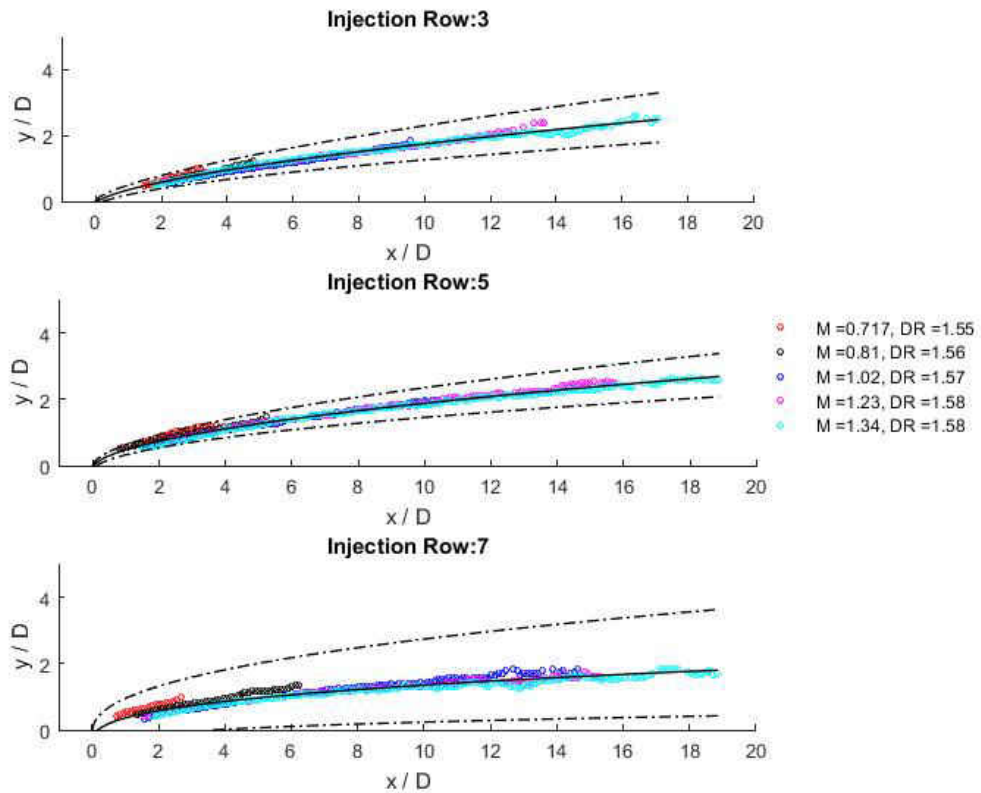 Injection Row:3
y / D
4
2
0
0 2 4 6 8 10 12 14 16 18 20
x / D
Injection Row:5
y / D
4
2
0
0 2 4 6 8 10 12 14 16 18 20
x / D
M =0.717, DR =1.55
M =0.81, DR =1.56
M =1.02, DR =1.57
M =1.23, DR =1.58
M =1.34, DR =1.58
Injection Row:7
y / D
4
2
0
0 2 4 6 8 10 12 14 16 18 20
x / D